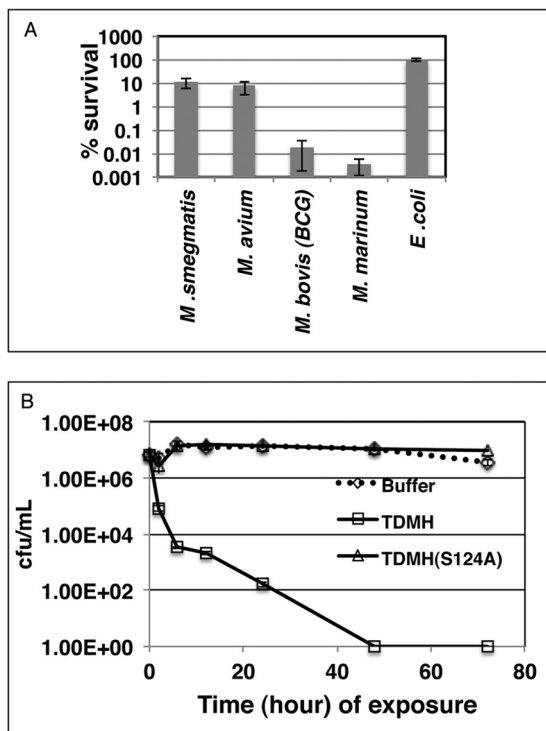 A
% survival
1000
100
10
1
0.1
0.01
0.001
M .smegmatis
M. avium
M. bovis (BCG)
M. marinum
E .coli
B
cfu/mL
1.00E+08
1.00E+06
1.00E+04
1.00E+02
1.00E+00
Buffer
TDMH
TDMH(S124A)
0 20 40 60 80
Time (hour) of exposure